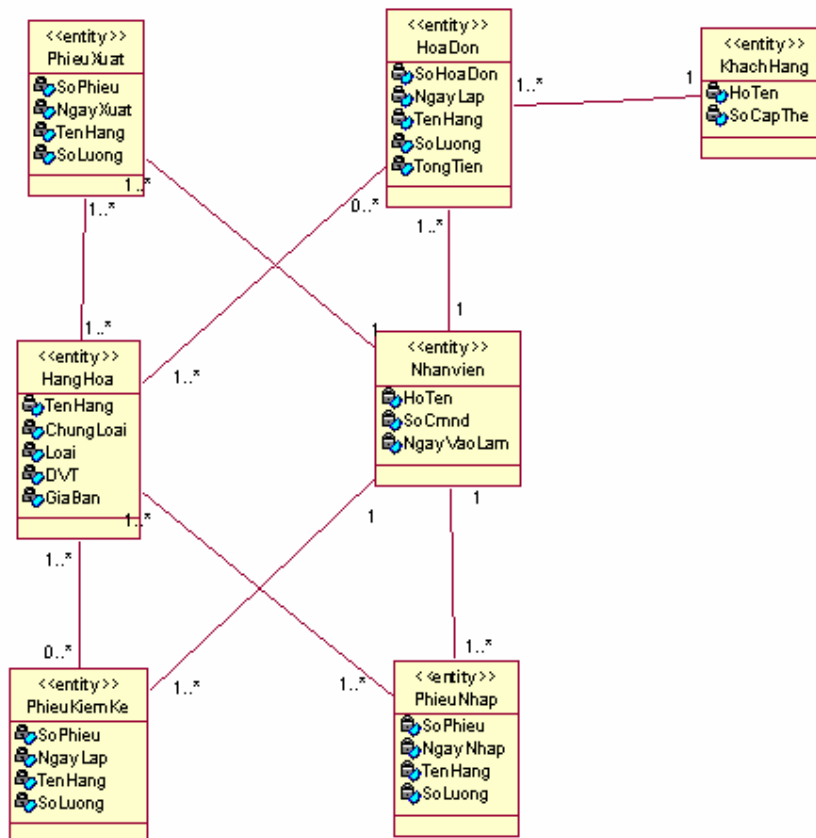 <<entity>>
PhieuXuat
SoPhieu
NgayXuat
TenHang
SoLuong
<<entity>>
HoaDon
SoHoaDon
NgayLap
TenHang
SoLuong
TongTien
<<entity>>
KhachHang
HoTen
SoCapThe
1..*
1
1..*
1..*
0..*
1..*
1..*
1
1
1..*
<<entity>>
HangHoa
TenHang
ChungLoai
Loai
DVT
GiaBan
<<entity>>
Nhanvien
HoTen
SoCmnd
NgayVaoLam
1..*
1..*
1
1
0..*
1..*
1..*
1..*
<<entity>>
PhieuKiemKe
SoPhieu
NgayLap
TenHang
SoLuong
<<entity>>
PhieuNhap
SoPhieu
NgayNhap
TenHang
SoLuong